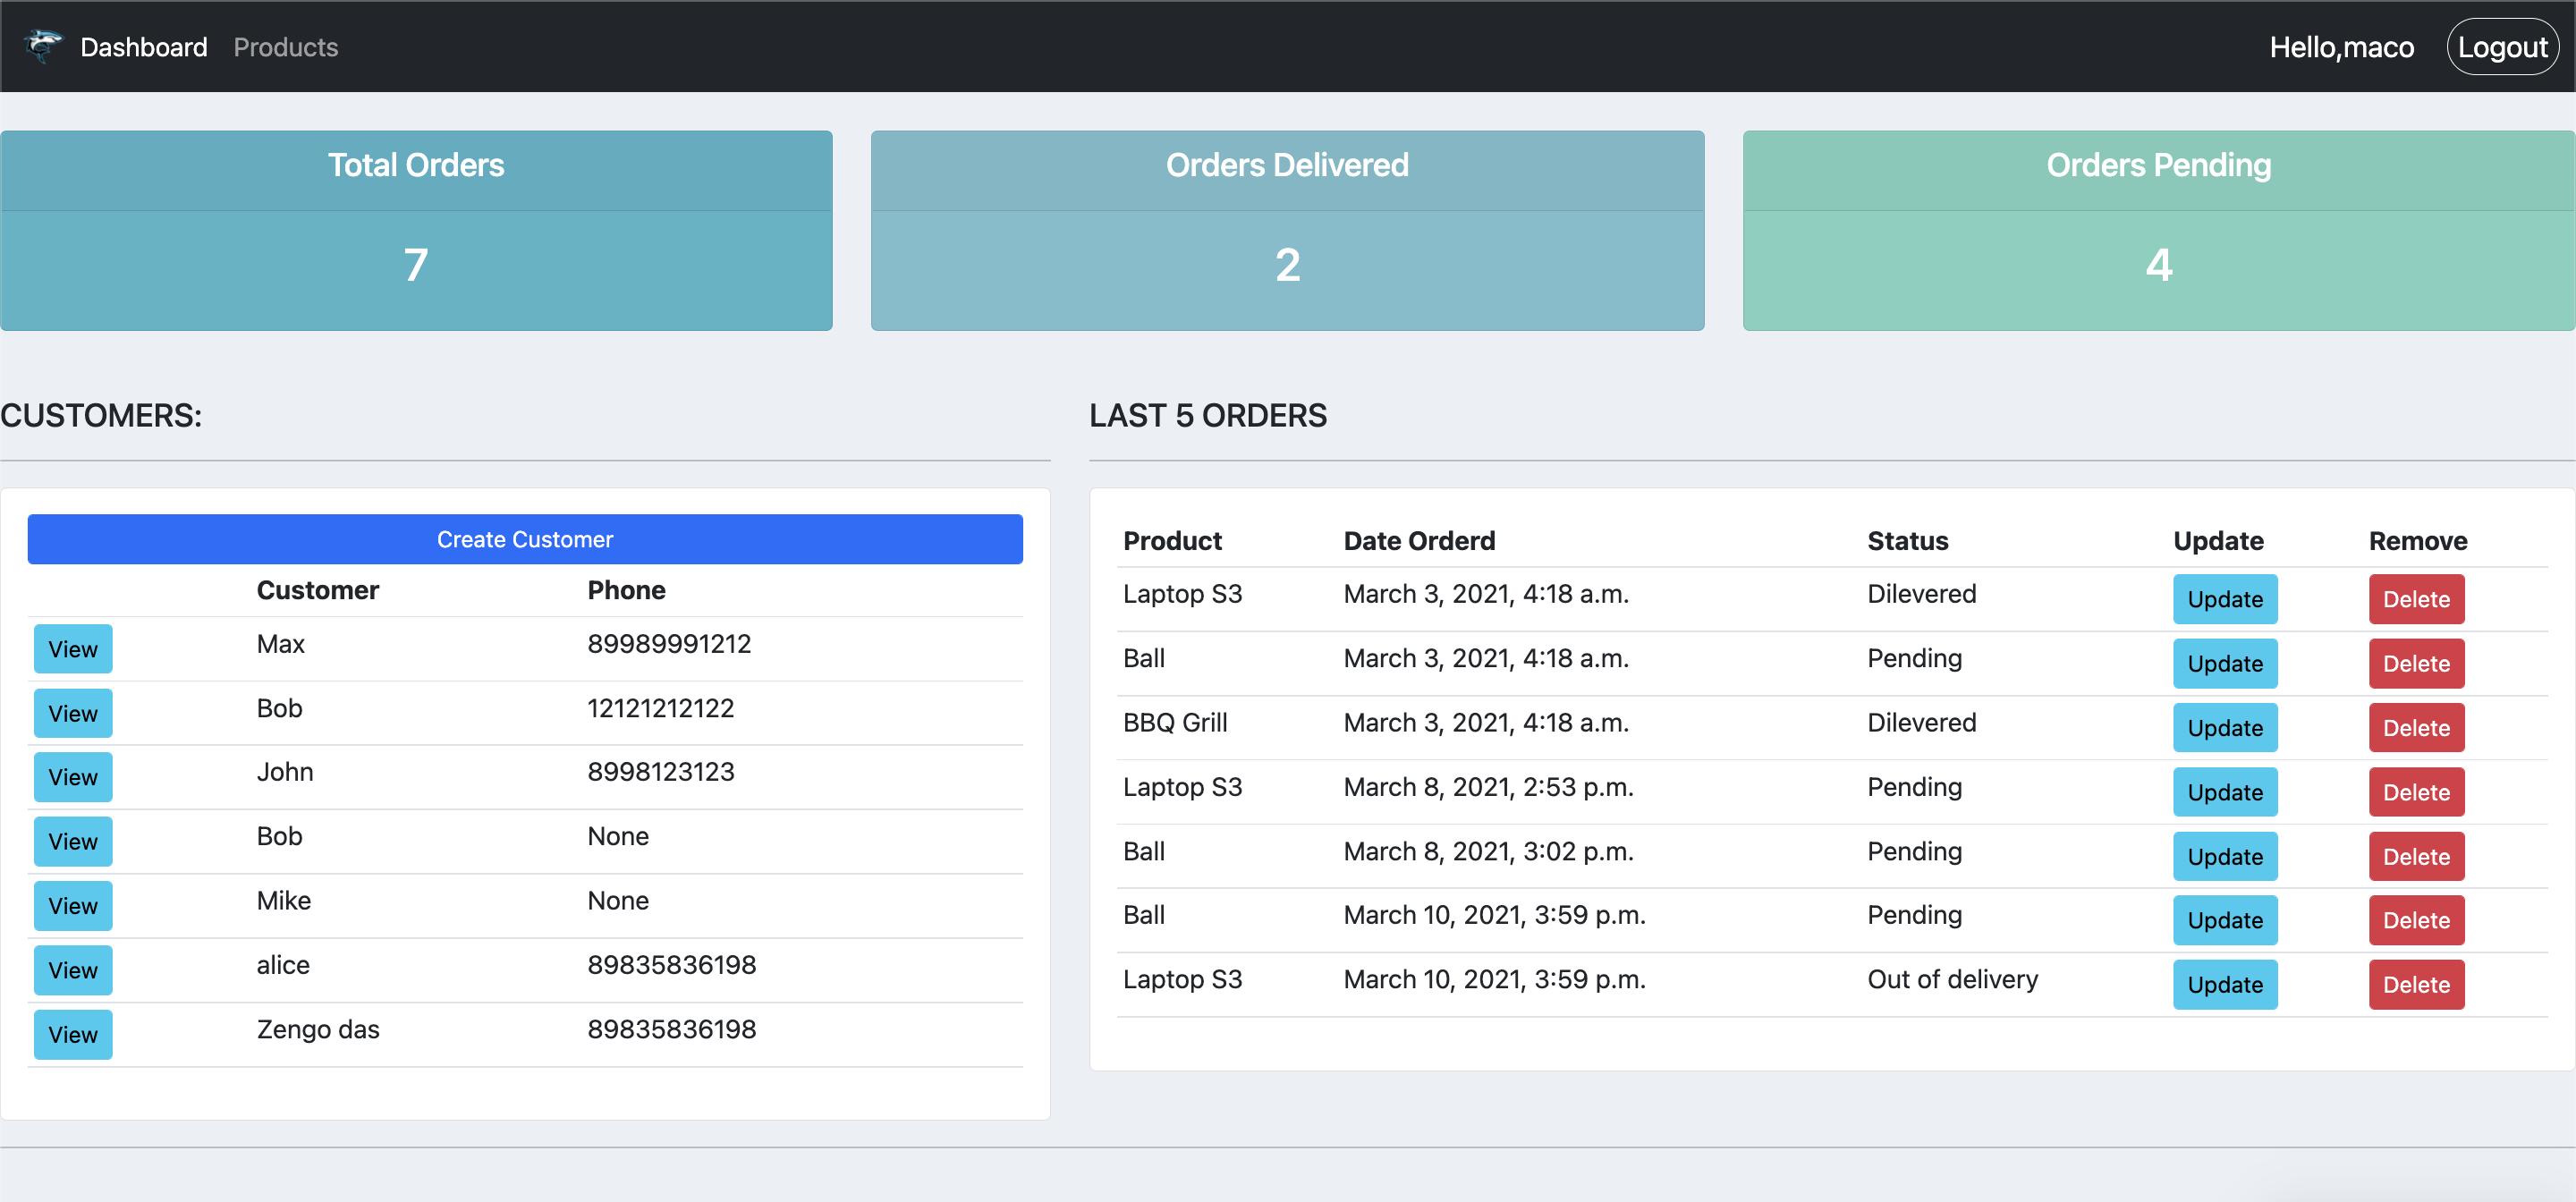 Dashboard Products Hello,maco Logout
Total Orders
7
Orders Delivered
2
Orders Pending
4
CUSTOMERS:
Create Customer
Customer Phone
View Max 89989991212
View Bob 12121212122
View John 8998123123
View Bob None
View Mike None
View alice 89835836198
View Zengo das 89835836198
LAST 5 ORDERS
Product Date Orderd Status Update Remove
Laptop S3 March 3, 2021, 4:18 a.m. Dilevered Update Delete
Ball March 3, 2021, 4:18 a.m. Pending Update Delete
BBQ Grill March 3, 2021, 4:18 a.m. Dilevered Update Delete
Laptop S3 March 8, 2021, 2:53 p.m. Pending Update Delete
Ball March 8, 2021, 3:02 p.m. Pending Update Delete
Ball March 10, 2021, 3:59 p.m. Pending Update Delete
Laptop S3 March 10, 2021, 3:59 p.m. Out of delivery Update Delete